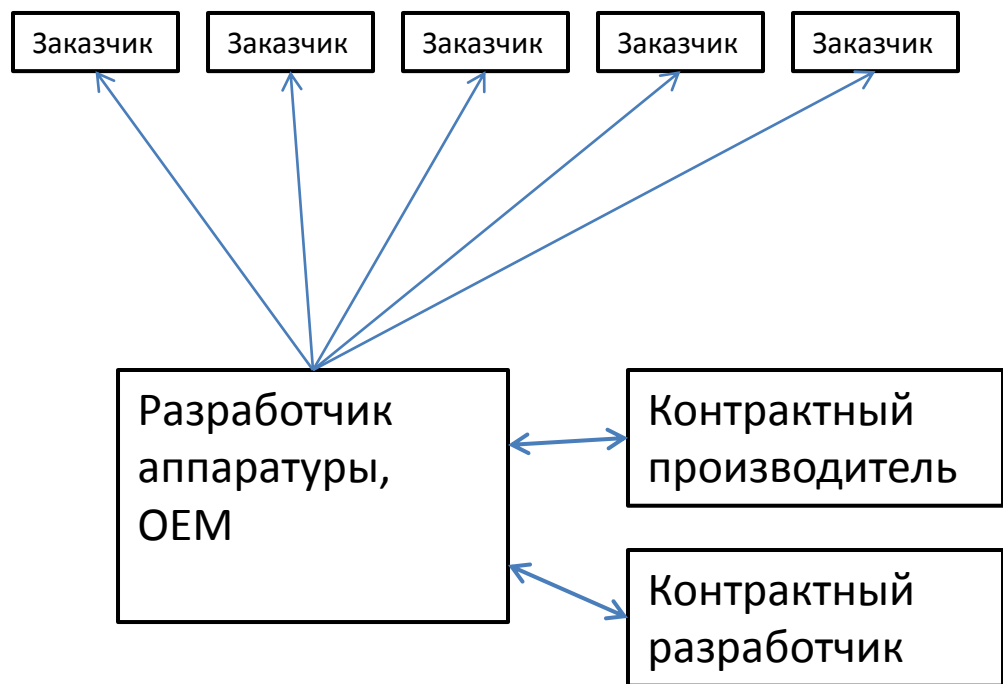 Заказчик
Заказчик
Заказчик
Заказчик
Заказчик
Разработчик
аппаратуры,
OEM
Контрактный
производитель
Контрактный
разработчик